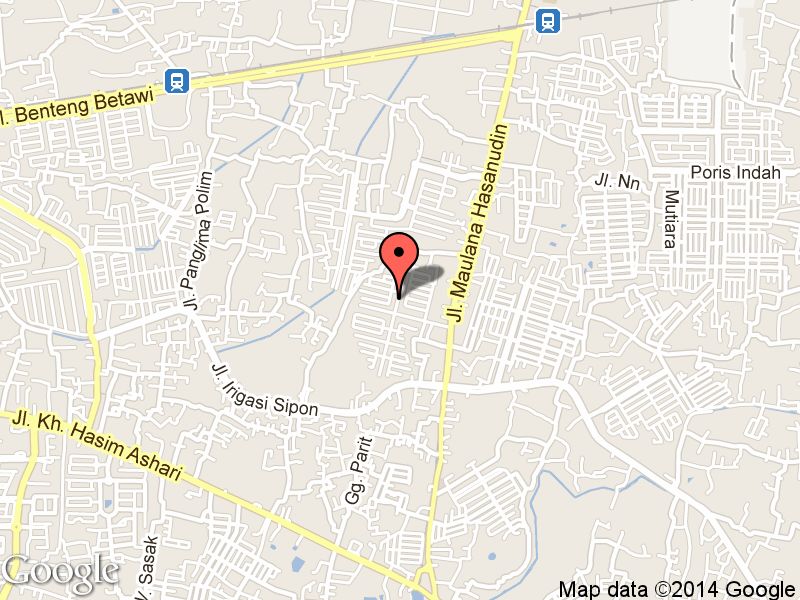 l. Benteng Betawi
Jl. Maulana Hasanudin
Poris Indah
Jl. Nn
Mutiara
Jl. Panglima Polim
Jl. Irigasi Sipon
Jl. Kh. Hasim Ashari
Gg. Parit
V. Sasak
Google
Map data ©2014 Google